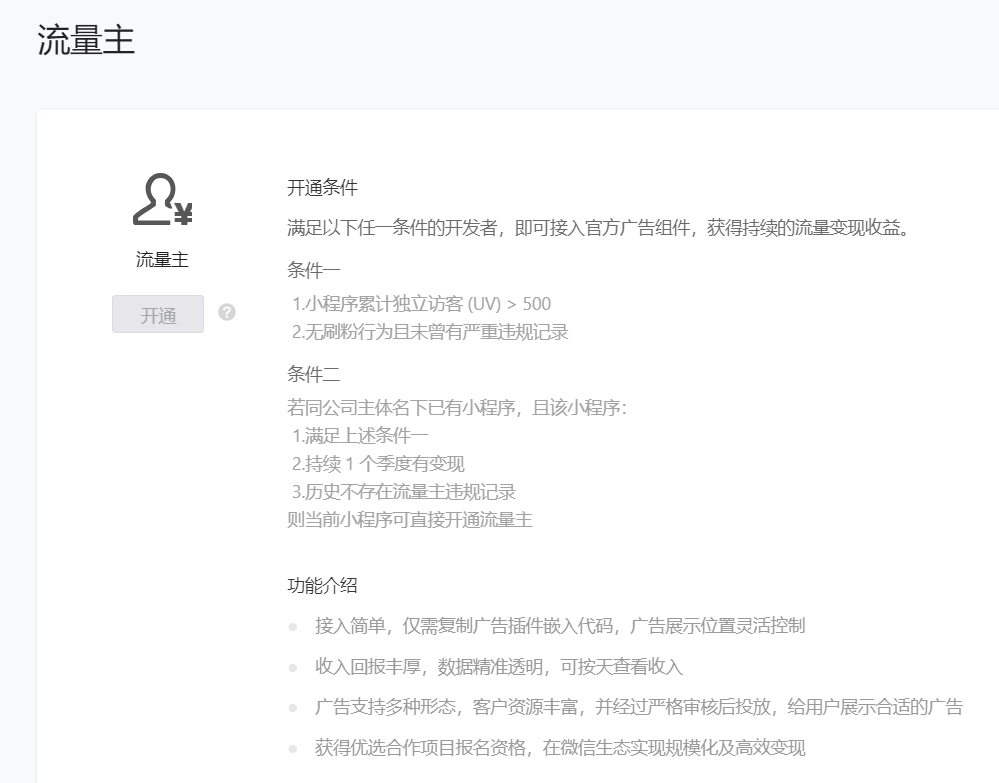 流量主
流量主
开通
?
开通条件
满足以下任一条件的开发者，即可接入官方广告组件，获得持续的流量变现收益。
条件一
1.小程序累计独立访客 (UV) > 500
2.无刷粉行为且未曾有严重违规记录
条件二
若同公司主体名下已有小程序，且该小程序：
1.满足上述条件一
2.持续 1 个季度有变现
3.历史不存在流量主违规记录
则当前小程序可直接开通流量主
功能介绍
接入简单，仅需复制广告插件嵌入代码，广告展示位置灵活控制
收入回报丰厚，数据精准透明，可按天查看收入
广告支持多种形态，客户资源丰富，并经过严格审核后投放，给用户展示合适的广告
获得优选合作项目报名资格，在微信生态实现规模化及高效变现